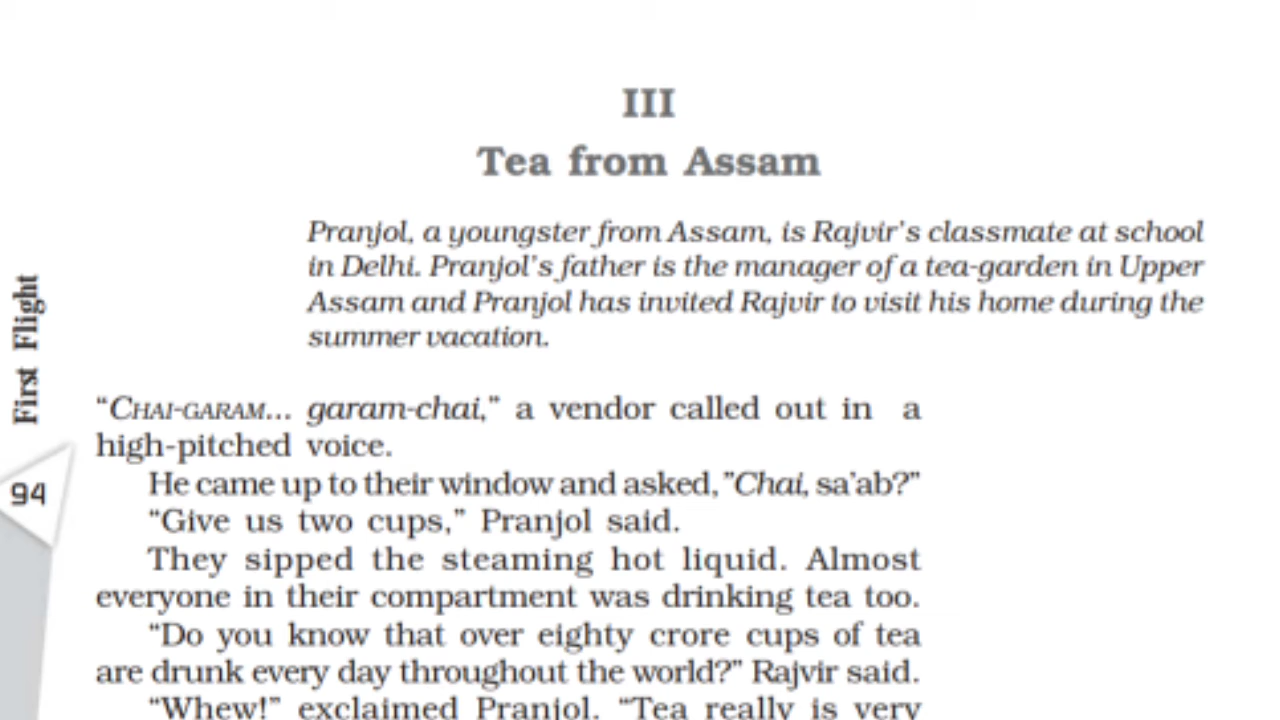 III
Tea from Assam
Pranjol, a youngster from Assam, is Rajvir's classmate at school
in Delhi. Pranjol's father is the manager of a tea-garden in Upper
Assam and Pranjol has invited Rajvir to visit his home during the
summer vacation.
“CHAI-GARAM... garam-chai,” a vendor called out in a
high-pitched voice.
He came up to their window and asked, ”Chai, sa'ab?”
“Give us two cups,” Pranjol said.
They sipped the steaming hot liquid. Almost
everyone in their compartment was drinking tea too.
“Do you know that over eighty crore cups of tea
are drunk every day throughout the world?” Rajvir said.
“Whew!” exclaimed Pranjol. “Tea really is very
First Flight
94